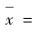 x̄ =